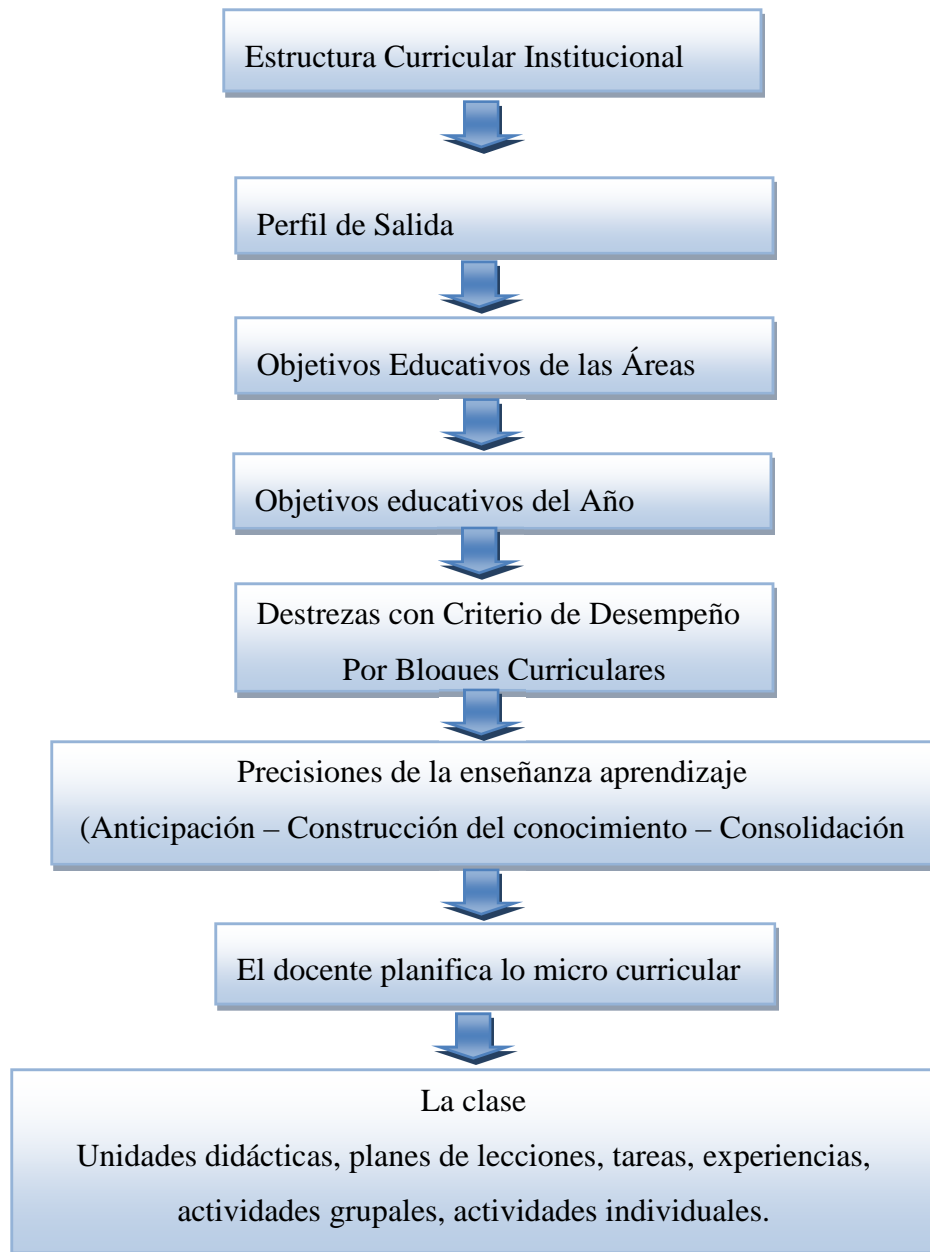 Estructura Curricular Institucional
Perfil de Salida
Objetivos Educativos de las Áreas
Objetivos educativos del Año
Destrezas con Criterio de Desempeño
Por Bloques Curriculares
Precisiones de la enseñanza aprendizaje
(Anticipación – Construcción del conocimiento – Consolidación
El docente planifica lo micro curricular
La clase
Unidades didácticas, planes de lecciones, tareas, experiencias,
actividades grupales, actividades individuales.